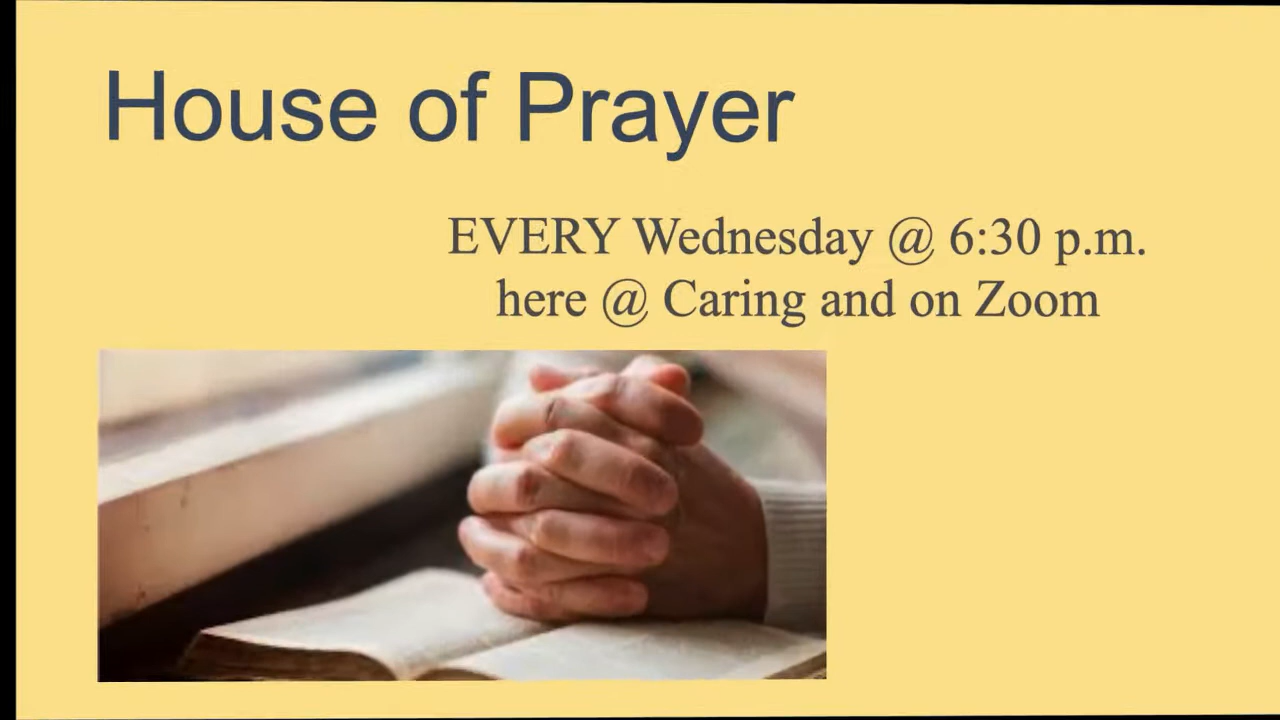 House of Prayer
EVERY Wednesday @ 6:30 p.m.
here @ Caring and on Zoom